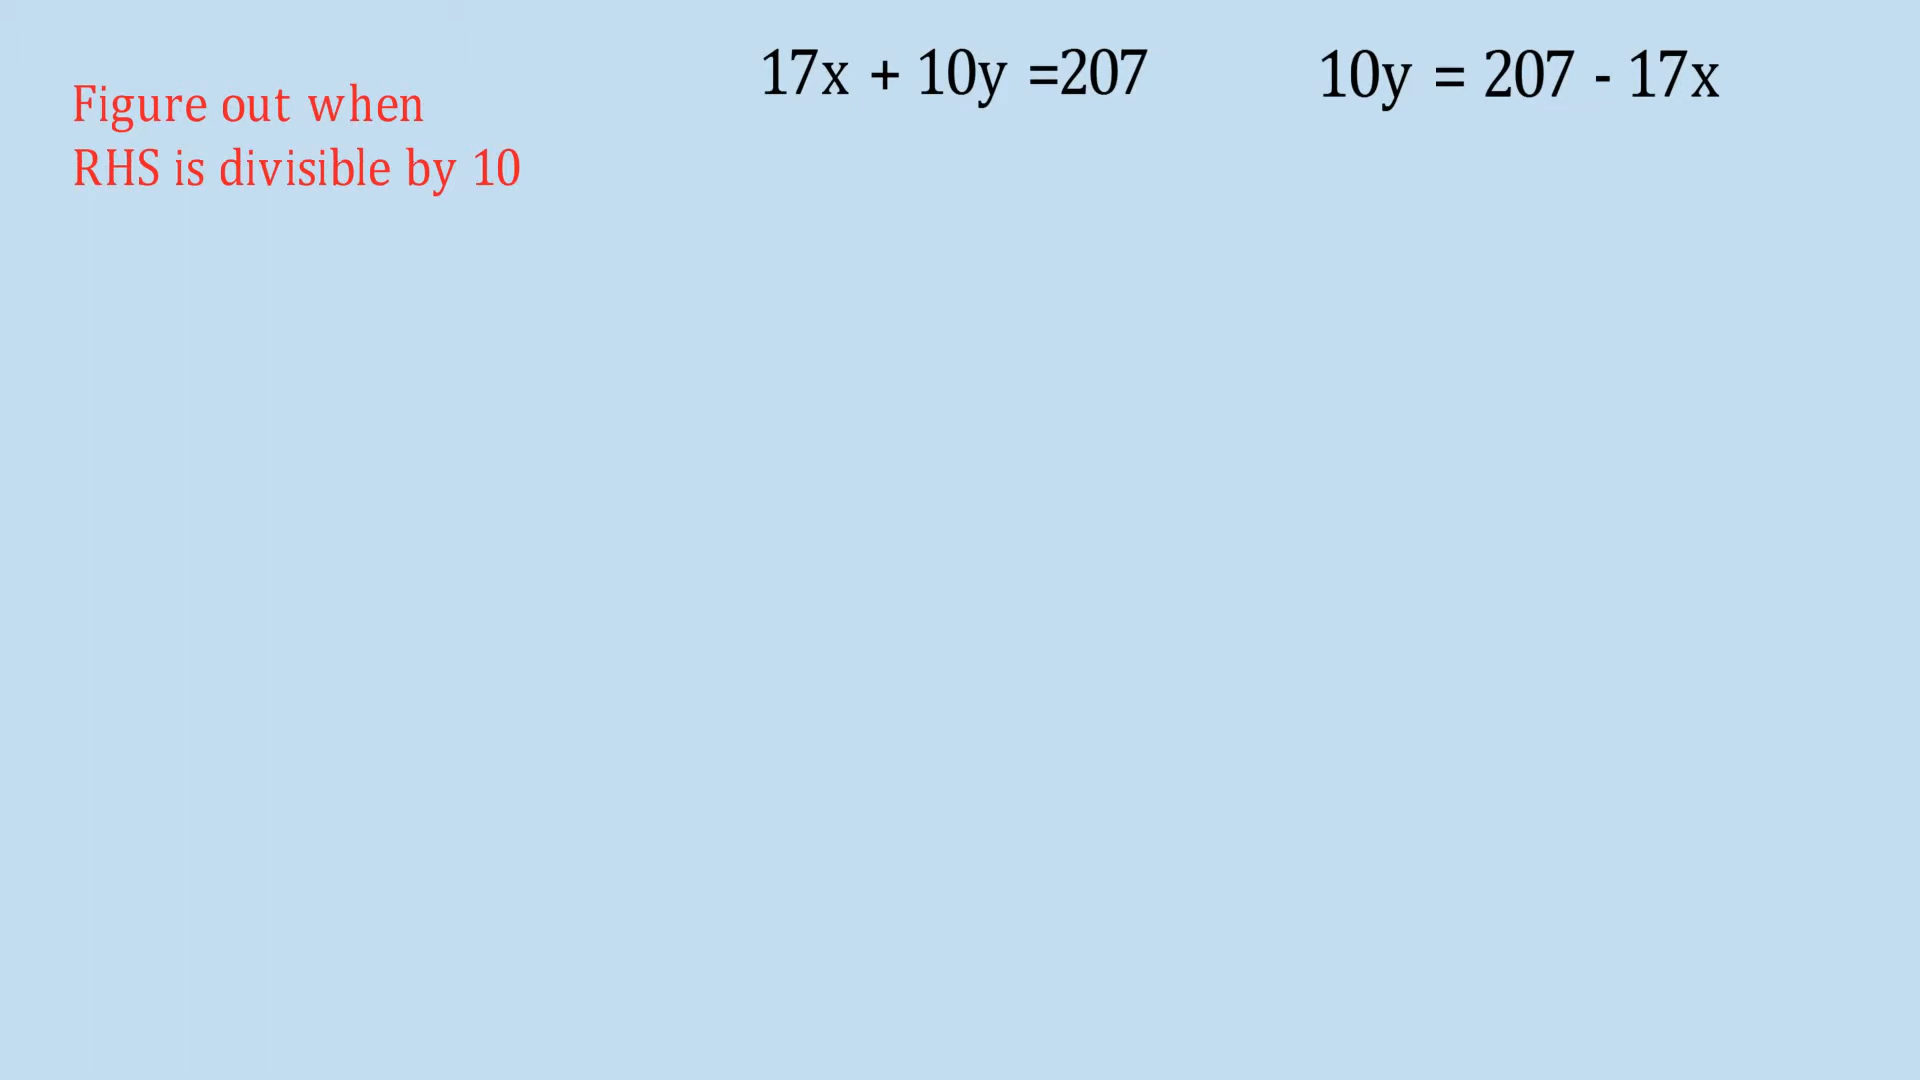 17x + 10y =207
10y = 207 - 17x
Figure out when
RHS is divisible by 10